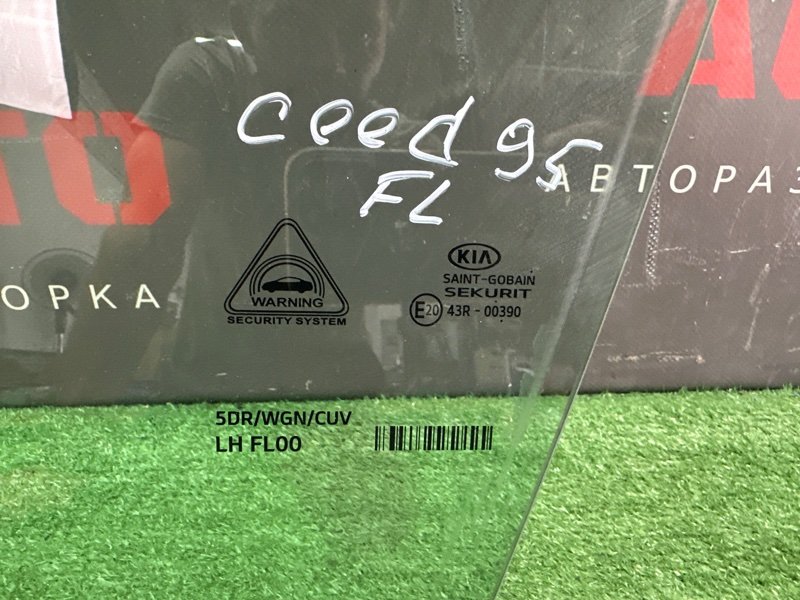 ceed 95
FL
АВТОРАЗ
ОРКА
WARNING
SECURITY SYSTEM
KIA
SAINT-GOBAIN
SEKURIT
E20 43R - 00390
5DR/WGN/CUV
LH FL00